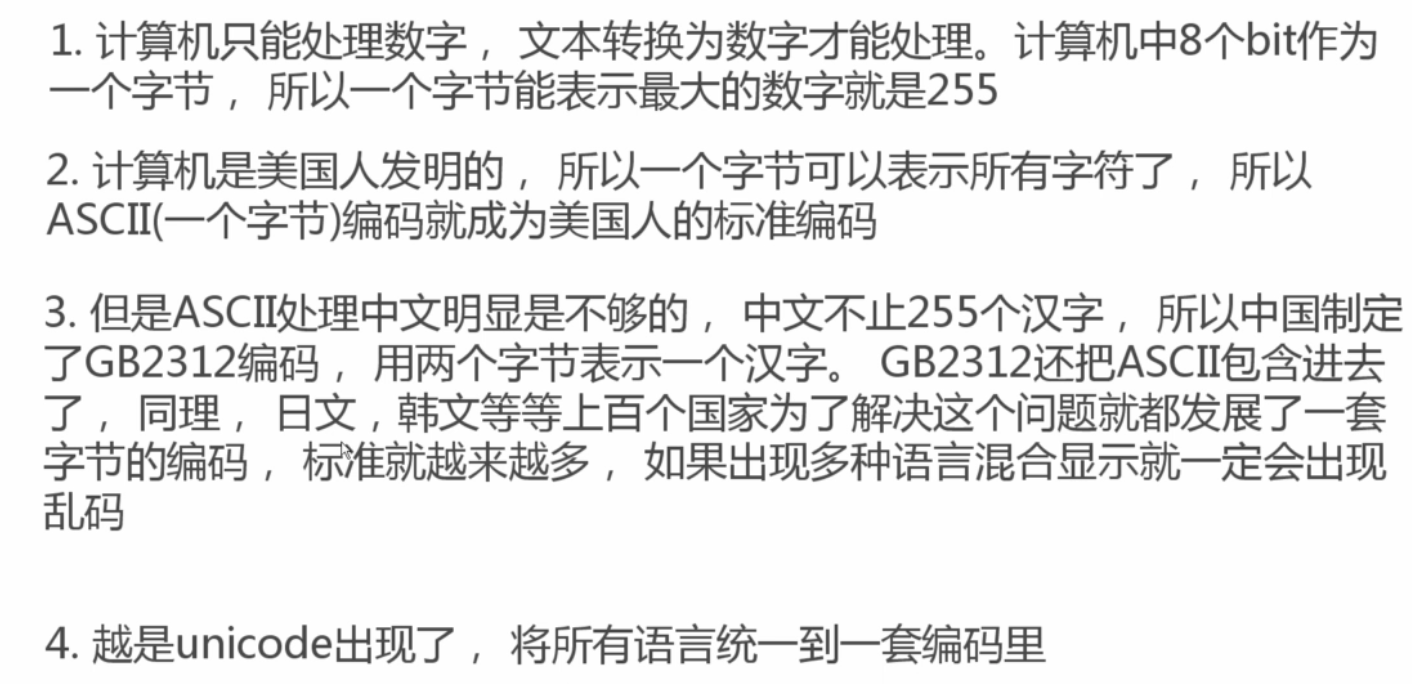 1. 计算机只能处理数字， 文本转换为数字才能处理。计算机中8个bit作为
一个字节， 所以一个字节能表示最大的数字就是255
2. 计算机是美国人发明的， 所以一个字节可以表示所有字符了， 所以
ASCII(一个字节)编码就成为美国人的标准编码
3. 但是ASCII处理中文明显是不够的， 中文不止255个汉字， 所以中国制定
了GB2312编码， 用两个字节表示一个汉字。 GB2312还把ASCII包含进去
了， 同理， 日文，韩文等等上百个国家为了解决这个问题就都发展了一套
字节的编码， 标准就越来越多， 如果出现多种语言混合显示就一定会出现
乱码
4. 越是unicode出现了， 将所有语言统一到一套编码里